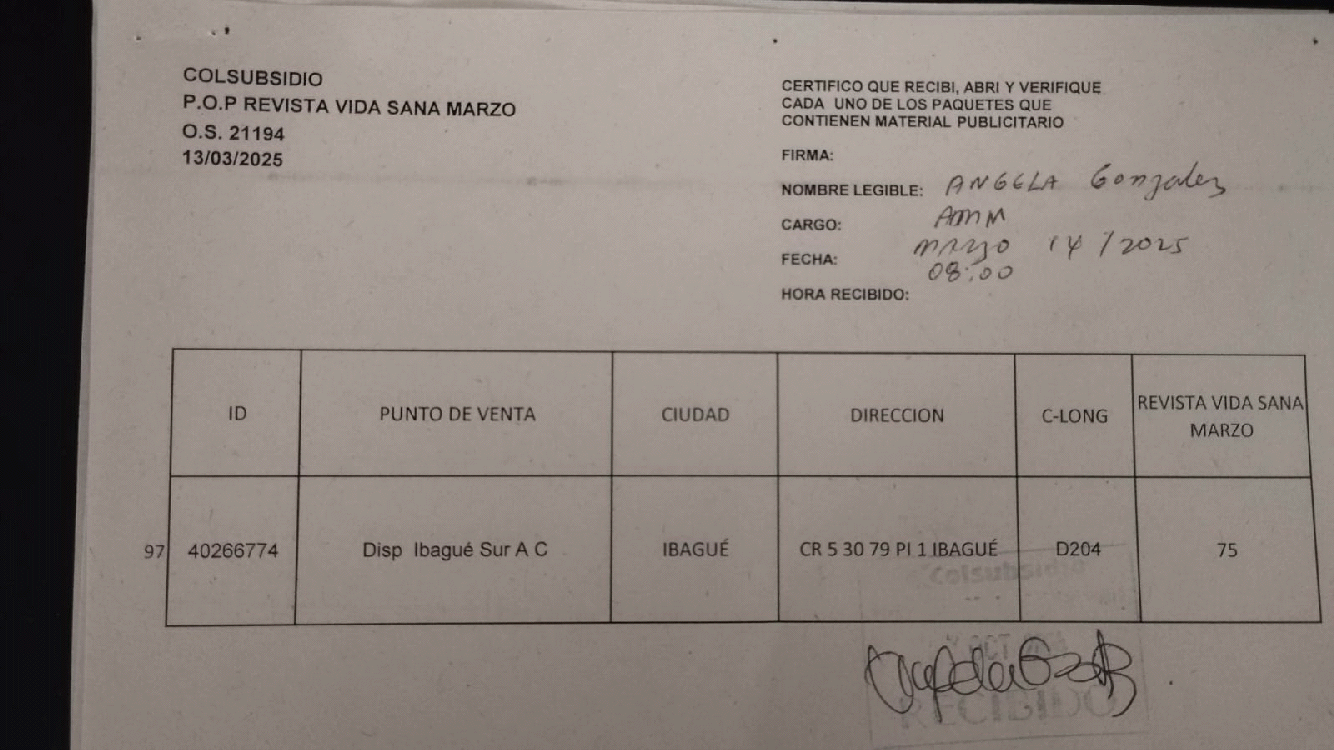 COLSUBSIDIO
P.O.P REVISTA VIDA SANA MARZO
O.S. 21194
13/03/2025
CERTIFICO QUE RECIBI, ABRI Y VERIFIQUE
CADA UNO DE LOS PAQUETES QUE
CONTIENEN MATERIAL PUBLICITARIO
FIRMA:
NOMBRE LEGIBLE: ANGELA Gonzalez
CARGO: AMM
FECHA: marzo 14 / 2025
HORA RECIBIDO: 08:00
ID PUNTO DE VENTA CIUDAD DIRECCION C-LONG REVISTA VIDA SANA
MARZO
97 40266774 Disp Ibagué Sur A C IBAGUÉ CR 5 30 79 PI 1 IBAGUÉ D204 75
Colsubsidio
RECIBIDO